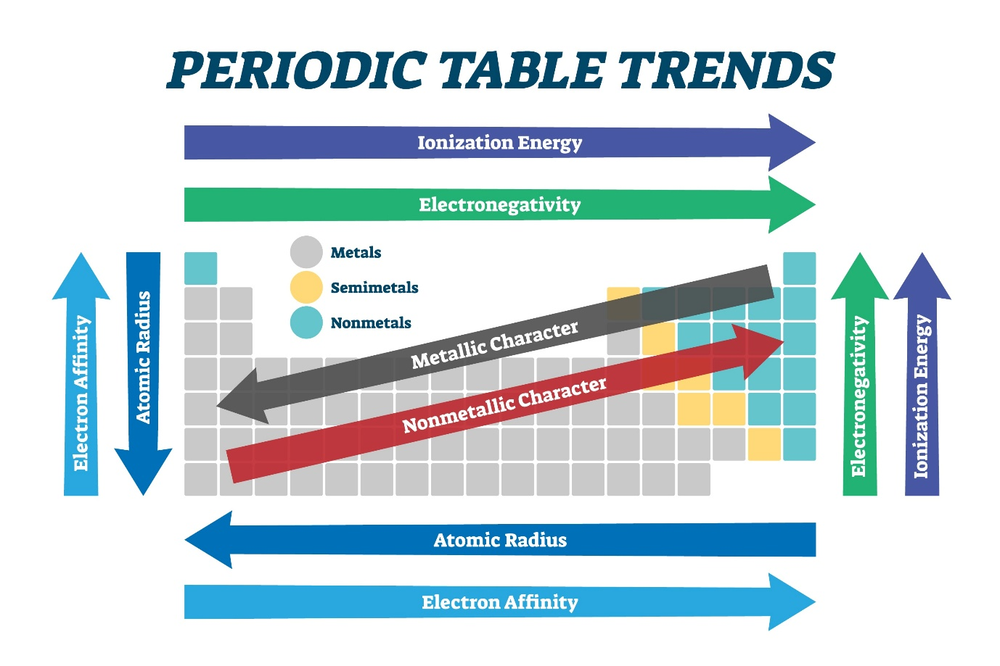 PERIODIC TABLE TRENDS
Ionization Energy
Electronegativity
Metals
Semimetals
Nonmetals
Electron Affinity
Atomic Radius
Metallic Character
Nonmetallic Character
Electronegativity
Ionization Energy
Atomic Radius
Electron Affinity